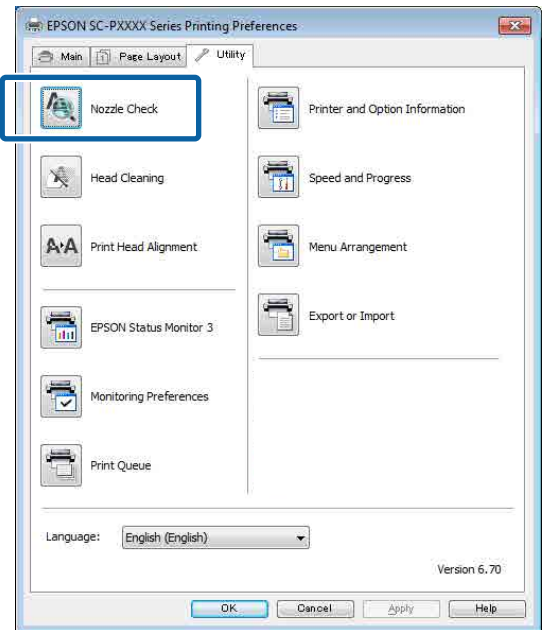 EPSON SC-PXXXX Series Printing Preferences
Main
Page Layout
Utility
Nozzle Check
Printer and Option Information
Head Cleaning
Speed and Progress
A·A
Print Head Alignment
Menu Arrangement
EPSON Status Monitor 3
Export or Import
Monitoring Preferences
Print Queue
Language:
English (English)
Version 6.70
OK
Cancel
Apply
Help